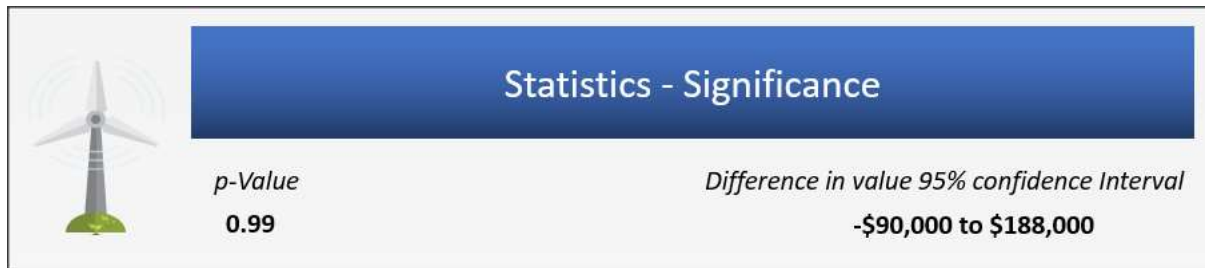 Statistics - Significance
p-Value
Difference in value 95% confidence Interval
0.99
-$90,000 to $188,000